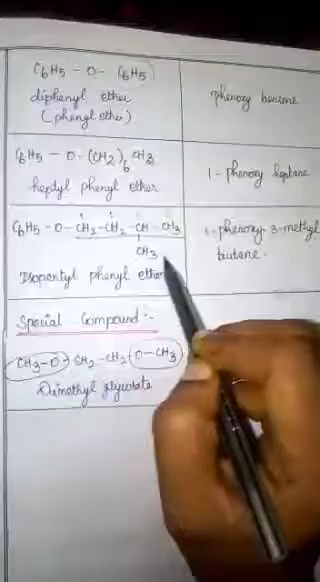 C6H5 - O - C6H5
diphenyl ether
(phenyl ether)
phenoxy benzene
C6H5 - O - (CH2)6 CH3
heptyl phenyl ether
1 - phenoxy heptane
C6H5 - O - CH2 - CH2 - CH - CH3
CH3
Isopentyl phenyl ether
1 - phenoxy - 3 - methyl
butane -
Special Compound :-
CH3 - O - CH2 - CH2 - O - CH3
Dimethyl